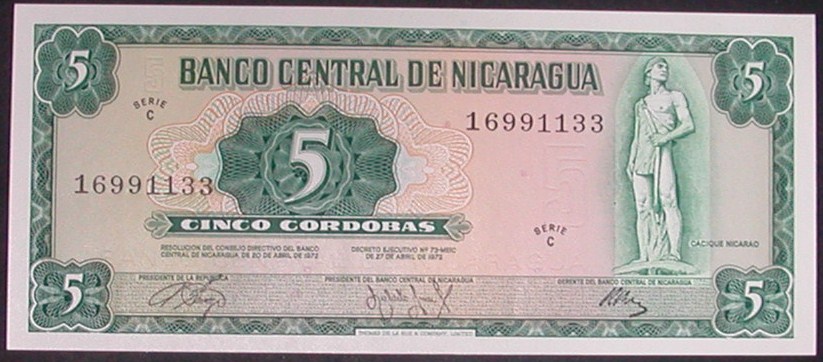 5
5
BANCO CENTRAL DE NICARAGUA
SERIE
C
16991133
5
16991133
CINCO CORDOBAS
SERIE
C
CACIQUE NICARAO
RESOLUCION DEL CONSEJO DIRECTIVO DEL BANCO
CENTRAL DE NICARAGUA DE 20 DE ABRIL DE 1972
DECRETO EJECUTIVO Nº 73-MEIC
DE 27 DE ABRIL DE 1972
5
5
PRESIDENTE DE LA REPUBLICA
PRESIDENTE DEL BANCO CENTRAL DE NICARAGUA
GERENTE DEL BANCO CENTRAL DE NICARAGUA
THOMAS DE LA RUE & COMPANY, LIMITED